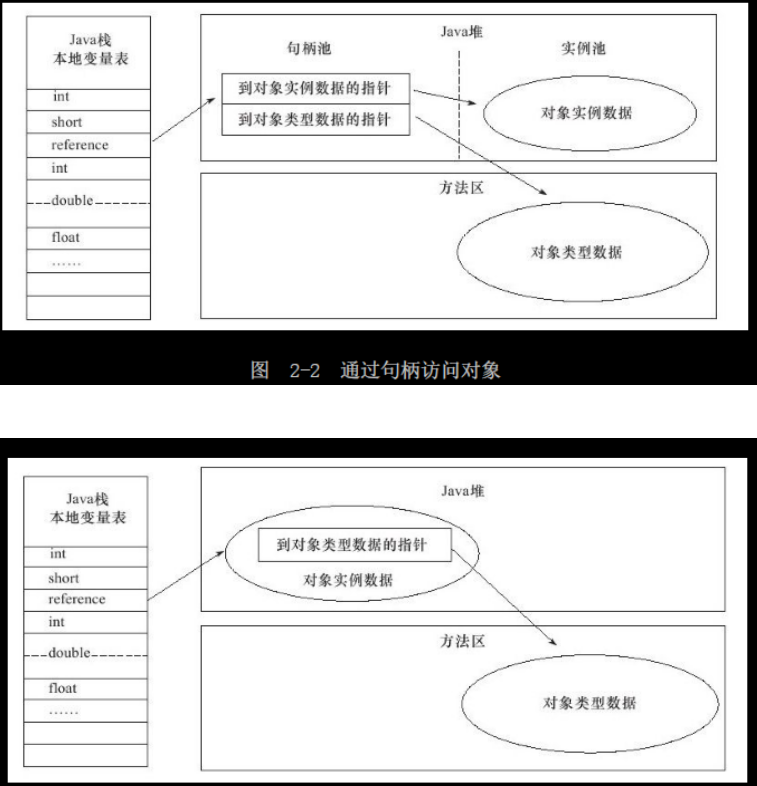 Java栈
本地变量表
int
short
reference
int
double
float
……
Java堆
句柄池
实例池
到对象实例数据的指针
到对象类型数据的指针
对象实例数据
方法区
对象类型数据
图 2-2 通过句柄访问对象
Java栈
本地变量表
int
short
reference
int
double
float
……
Java堆
到对象类型数据的指针
对象实例数据
方法区
对象类型数据